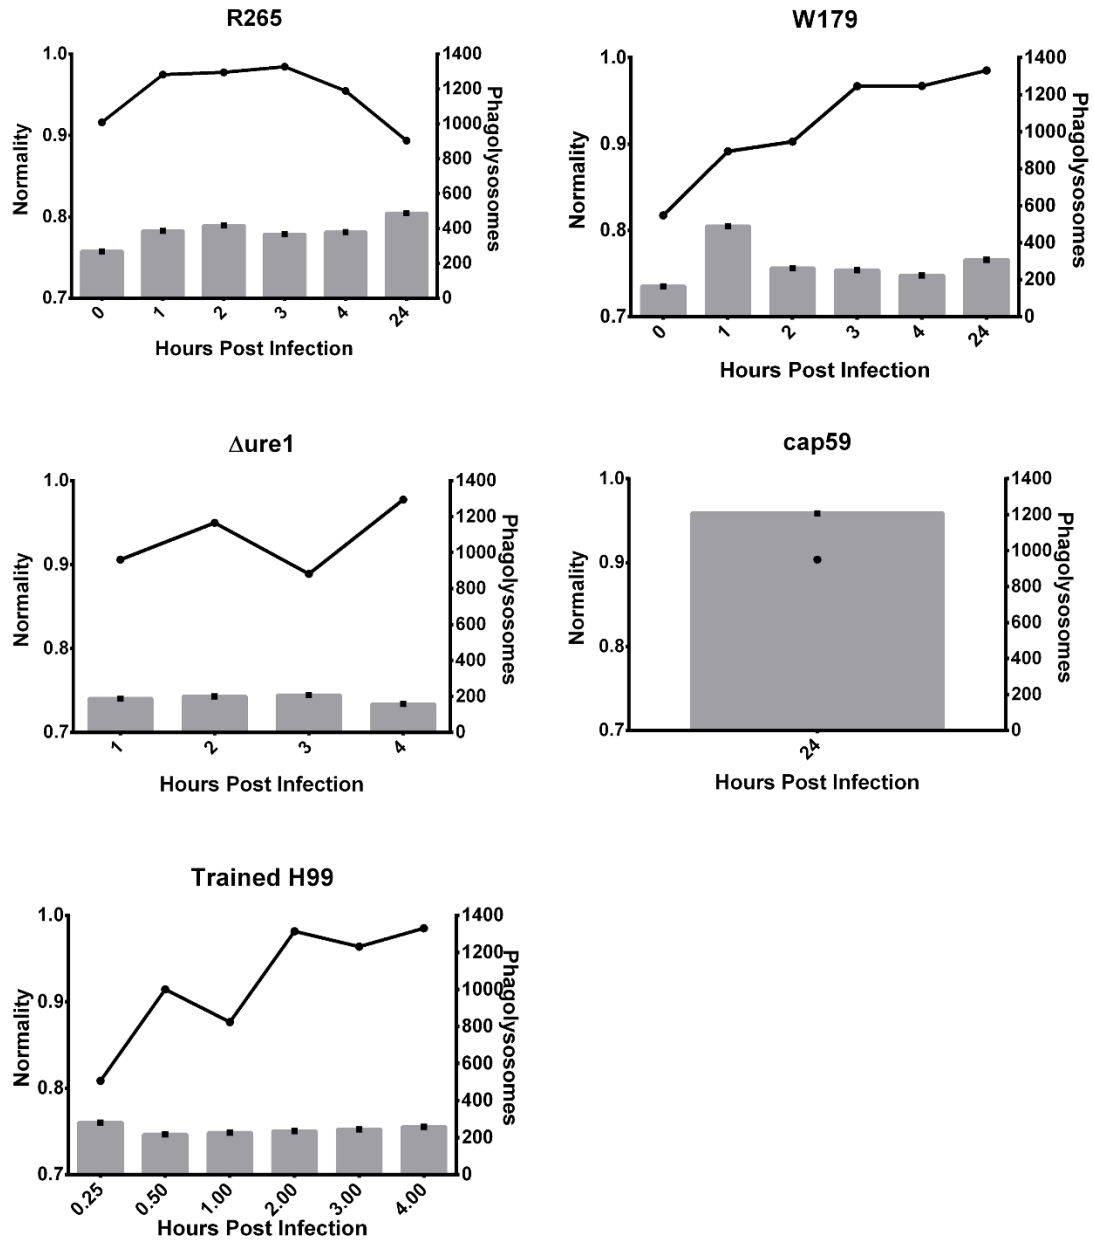 R265
1.0
0.9
0.8
0.7
Normality
1400
1200
1000
800
600
400
200
0
Phagolysosomes
0 1 2 3 4 24
Hours Post Infection
W179
1.0
0.9
0.8
0.7
Normality
1400
1200
1000
800
600
400
200
0
Phagolysosomes
0 1 2 3 4 24
Hours Post Infection
Δure1
1.0
0.9
0.8
0.7
Normality
1400
1200
1000
800
600
400
200
0
Phagolysosomes
1 2 3 4
Hours Post Infection
cap59
1.0
0.9
0.8
0.7
Normality
1400
1200
1000
800
600
400
200
0
Phagolysosomes
24
Hours Post Infection
Trained H99
1.0
0.9
0.8
0.7
Normality
1400
1200
1000
800
600
400
200
0
Phagolysosomes
0.25 0.50 1.00 2.00 3.00 4.00
Hours Post Infection